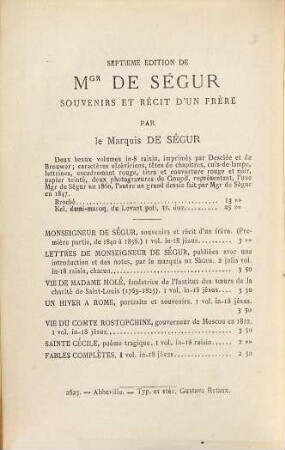 SEPTIEME EDITION DE
MGR DE SÉGUR
SOUVENIRS ET RÉCIT D'UN FRÈRE
PAR
le Marquis DE SÉGUR
Deux beaux volumes in-8 raisin, imprimés par Desclée et de
Brouwer; caractères elzéviriens, têtes de chapitres, culs-de-lampe,
lettrines, encadrement rouge, titre et couverture rouge et noir,
papier teinté, deux photogravures de Goupil, représentant, l'une
Mgr de Ségur en 1860, l'autre un grand dessin fait par Mgr de Ségur
en 1847.
Broché. 15 »»
Rel. demi-maroq. du Levant poli, tr. dor. 25 »»
MONSEIGNEUR DE SÉGUR, souvenirs et récit d'un frère. (Pre-
mière partie, de 1840 à 1856.) 1 vol. in-18 jésus. 3 50
LETTRES DE MONSEIGNEUR DE SÉGUR, publiées avec une
introduction et des notes, par le marquis DE SÉGUR. 2 jolis vol.
in-18 raisin, chacun. 3 50
VIE DE MADAME MOLÉ, fondatrice de l'Institut des sœurs de la
charité de Saint-Louis (1763-1825). 1 vol. in-18 jésus. 3 50
UN HIVER A ROME, portraits et souvenirs. 1 vol. in-18 jésus.
3 50
VIE DU COMTE ROSTOPCHINE, gouverneur de Moscou en 1812.
1 vol. in-18 jésus. 3 50
SAINTE CÉCILE, poème tragique, 1 vol. in-18 raisin. 2 »»
FABLES COMPLÈTES, 1 vol. in-18 jésus. 2 50
2625. — Abbeville. — Typ. et stér. Gustave Retaux.